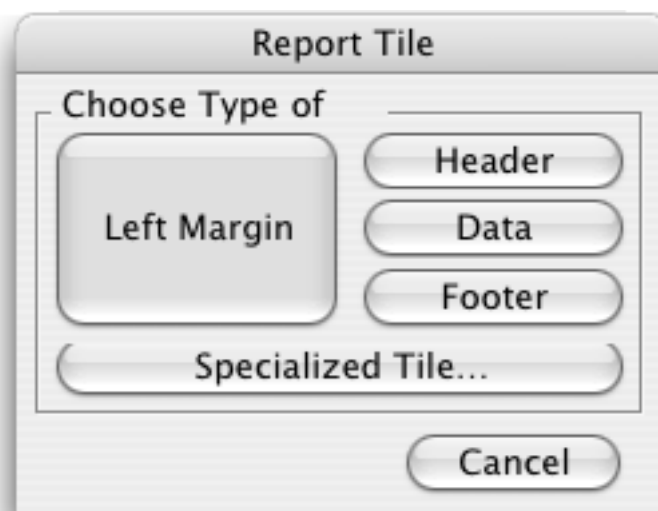 Report Tile
Choose Type of
Left Margin
Header
Data
Footer
Specialized Tile...
Cancel